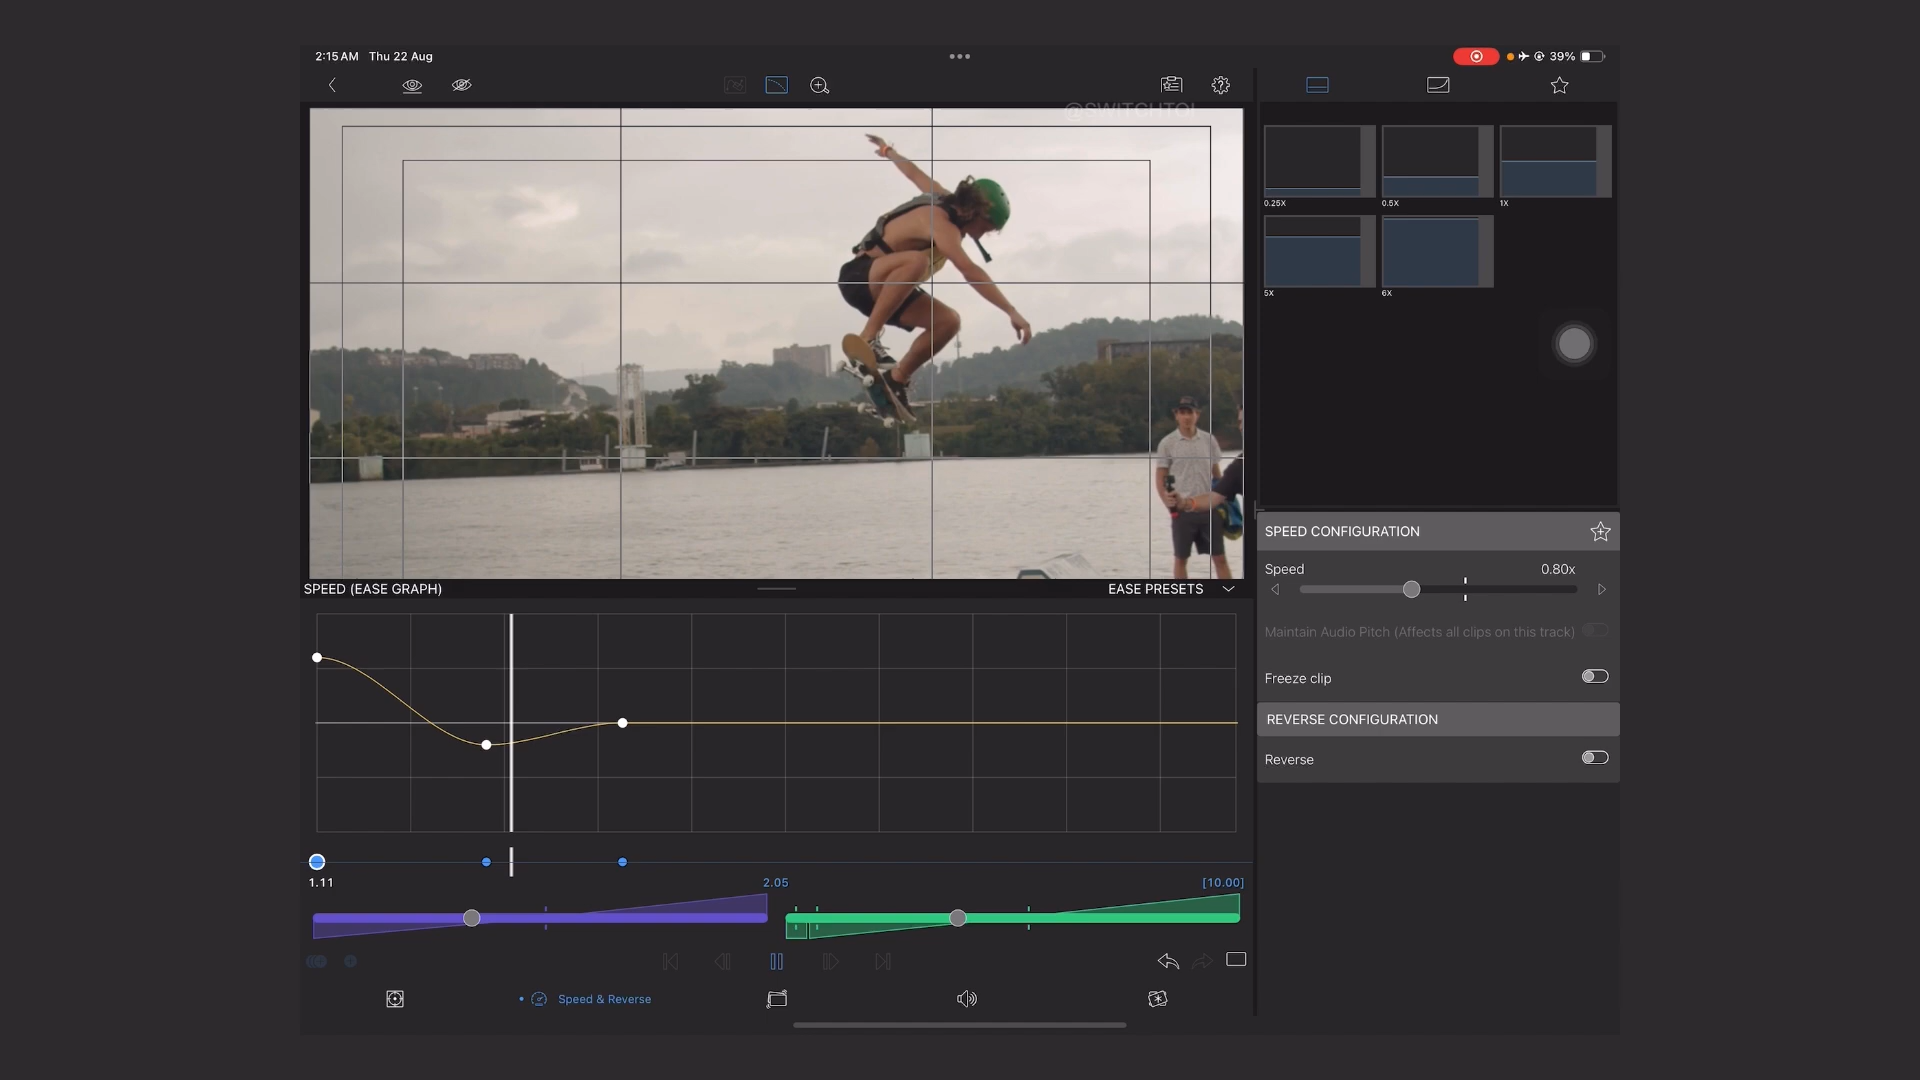 2:15 AM Thu 22 Aug
39%
@SWITCHTOI
0.25X
0.5X
1X
5X
6X
SPEED (EASE GRAPH)
EASE PRESETS
SPEED CONFIGURATION
Speed
0.80x
Maintain Audio Pitch (Affects all clips on this track)
Freeze clip
REVERSE CONFIGURATION
Reverse
1.11
2.05
[10.00]
Speed & Reverse